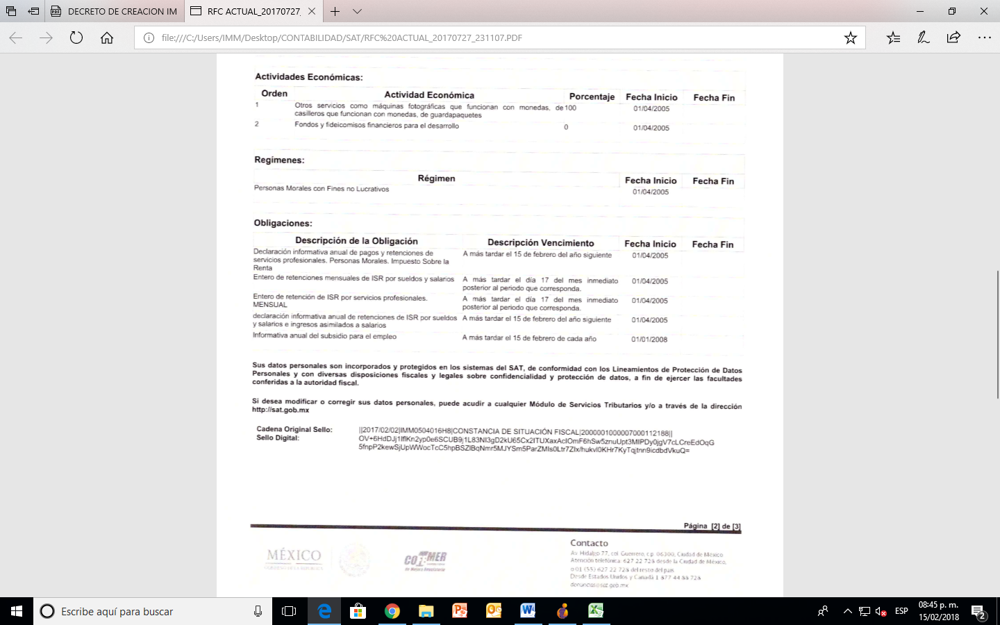 DECRETO DE CREACION IM
RFC ACTUAL_20170727_
file:///C:/Users/IMM/Desktop/CONTABILIDAD/SAT/RFC%20ACTUAL_20170727_231107.PDF
Actividades Económicas:
Orden Actividad Económica Porcentaje Fecha Inicio Fecha Fin
1 Otros servicios como máquinas fotográficas que funcionan con monedas, de 100 01/04/2005
casilleros que funcionan con monedas, de guardapaquetes
2 Fondos y fideicomisos financieros para el desarrollo 0 01/04/2005
Regímenes:
Régimen Fecha Inicio Fecha Fin
Personas Morales con Fines no Lucrativos 01/04/2005
Obligaciones:
Descripción de la Obligación Descripción Vencimiento Fecha Inicio Fecha Fin
Declaración informativa anual de pagos y retenciones de A más tardar el 15 de febrero del año siguiente 01/04/2005
servicios profesionales. Personas Morales. Impuesto Sobre la
Renta
Entero de retenciones mensuales de ISR por sueldos y salarios A más tardar el día 17 del mes inmediato 01/04/2005
posterior al periodo que corresponda.
Entero de retención de ISR por servicios profesionales. A más tardar el día 17 del mes inmediato 01/04/2005
MENSUAL posterior al periodo que corresponda.
declaración informativa anual de retenciones de ISR por sueldos A más tardar el 15 de febrero del año siguiente 01/04/2005
y salarios e ingresos asimilados a salarios
Informativa anual del subsidio para el empleo A más tardar el 15 de febrero de cada año 01/01/2008
Sus datos personales son incorporados y protegidos en los sistemas del SAT, de conformidad con los Lineamientos de Protección de Datos
Personales y con diversas disposiciones fiscales y legales sobre confidencialidad y protección de datos, a fin de ejercer las facultades
conferidas a la autoridad fiscal.
Si desea modificar o corregir sus datos personales, puede acudir a cualquier Módulo de Servicios Tributarios y/o a través de la dirección
http://sat.gob.mx
Cadena Original Sello: ||2017/02/02|IMM0504016H8|CONSTANCIA DE SITUACIÓN FISCAL|200001000007000112188||
Sello Digital: OV+6HdDJj1IflKn2yp0e6SCUB9j1L83NI3gD2kU65Cx2ITUXaxAcIOmF6hSw5znuUpt3MIPDy0jgV7cLCreEdOqG
5fnpP2kewSjUpWWocTcC5hpBSZlBqNmr5MJYSm5ParZMIs0Ltr7ZIx/hukvl0KHr7KyTqjtnn9icdbdVkuQ=
Página [2] de [3]
Contacto
Av. Hidalgo 77, col. Guerrero, c.p. 06300, Ciudad de México
Atención telefónica: 627 22 728 desde la Ciudad de México,
o 01 (55) 627 22 728 del resto del país.
Desde Estados Unidos y Canadá 1 877 44 88 728
denuncias@sat.gob.mx
MÉXICO
GOBIERNO DE LA REPÚBLICA
COFEMER
de Mejora Regulatoria
Escribe aquí para buscar
ESP
08:45 p. m.
15/02/2018
2